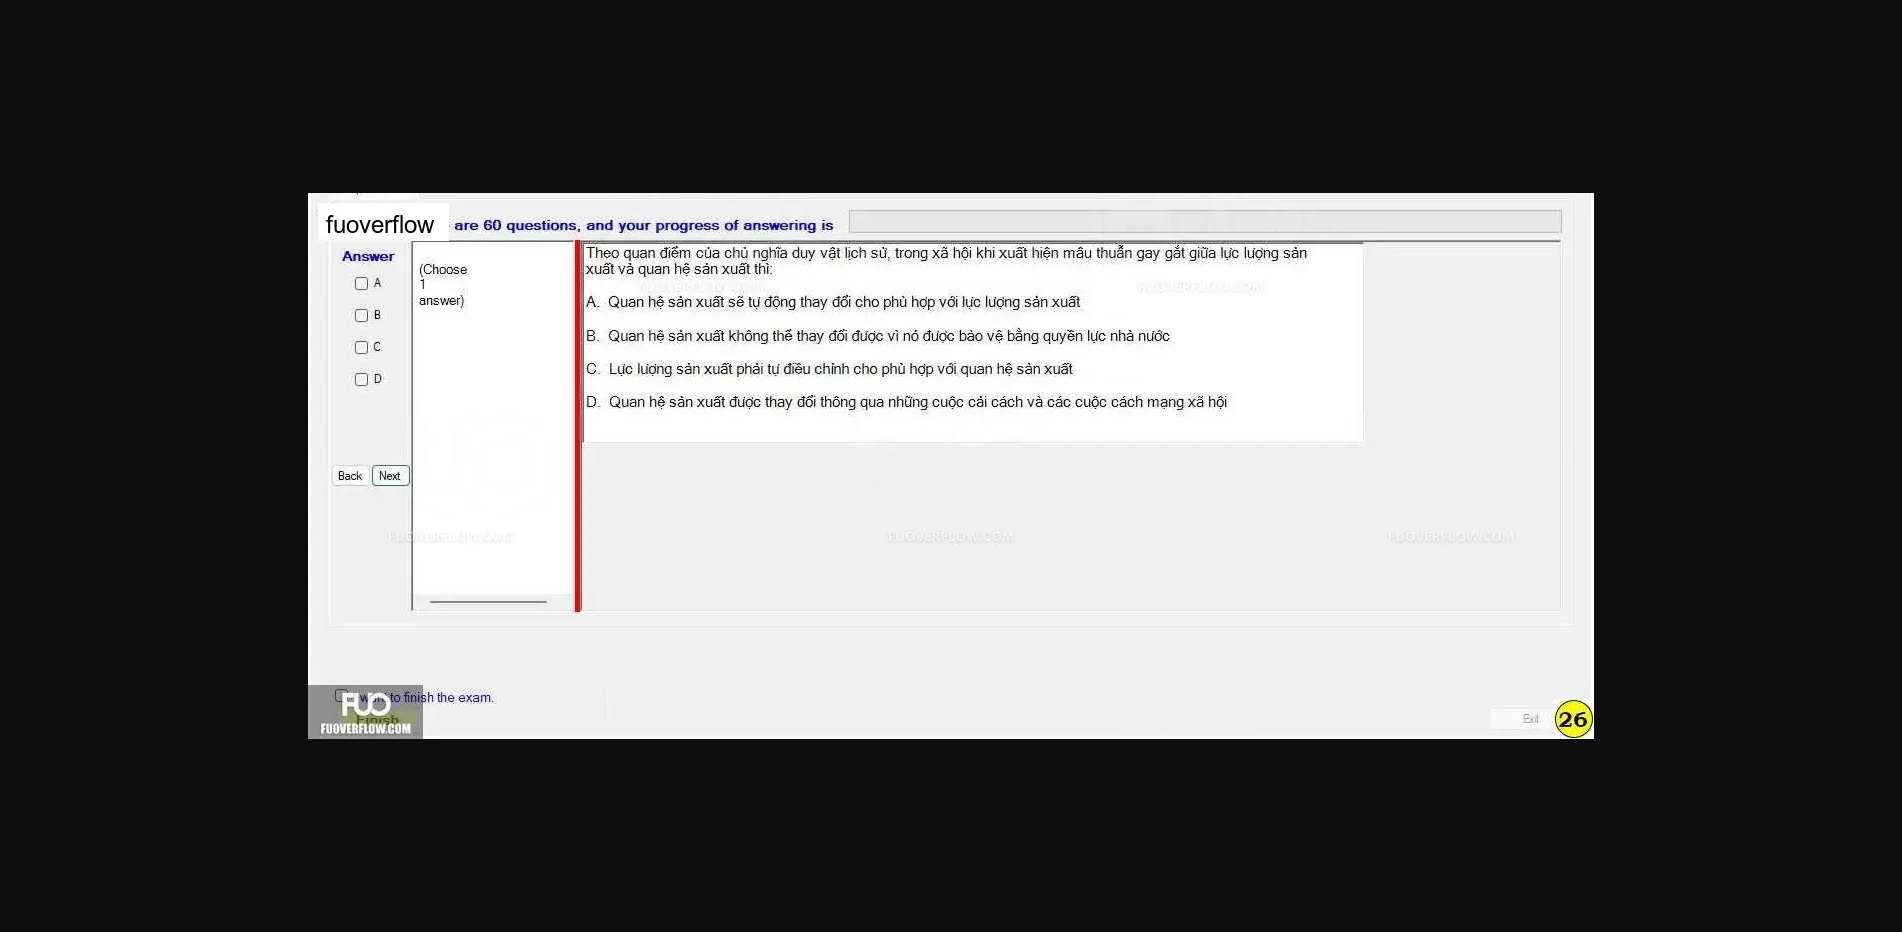 fuoverflow are 60 questions, and your progress of answering is
Answer
A
B
C
D
Back Next
(Choose
1
answer)
Theo quan điểm của chủ nghĩa duy vật lịch sử, trong xã hội khi xuất hiện mâu thuẫn gay gắt giữa lực lượng sản
xuất và quan hệ sản xuất thì:
A. Quan hệ sản xuất sẽ tự động thay đổi cho phù hợp với lực lượng sản xuất
B. Quan hệ sản xuất không thể thay đổi được vì nó được bảo vệ bằng quyền lực nhà nước
C. Lực lượng sản xuất phải tự điều chỉnh cho phù hợp với quan hệ sản xuất
D. Quan hệ sản xuất được thay đổi thông qua những cuộc cải cách và các cuộc cách mạng xã hội
FUOVERFLOW.COM FUOVERFLOW.COM
FUOVERFLOW.COM FUOVERFLOW.COM FUOVERFLOW.COM
want to finish the exam.
FUO
Finish
FUOVERFLOW.COM
Exit 26